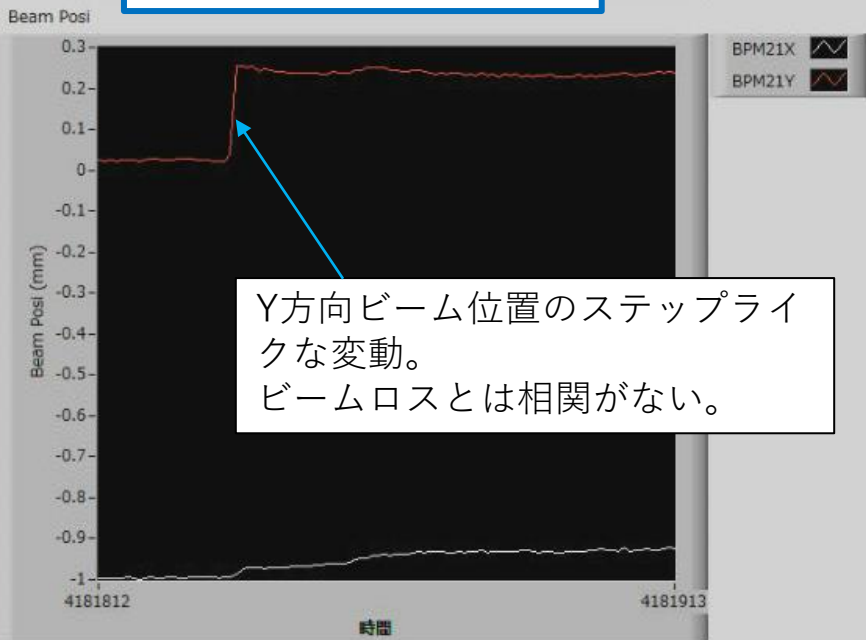 Beam Posi
BPM21X
BPM21Y
0.3
0.2
0.1
0
-0.1
-0.2
-0.3
-0.4
-0.5
-0.6
-0.7
-0.8
-0.9
-1
Beam Posi (mm)
Y方向ビーム位置のステップライ
クな変動。
ビームロスとは相関がない。
4181812
4181913
時間